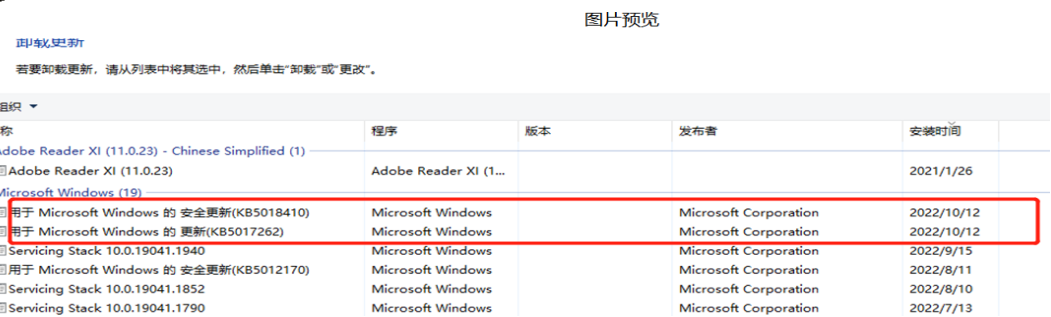 图片预览
卸载更新
若要卸载更新，请从列表中将其选中，然后单击"卸载"或"更改"。
组织
称 程序 版本 发布者 安装时间
Adobe Reader XI (11.0.23) - Chinese Simplified (1)
Adobe Reader XI (11.0.23) Adobe Reader XI (1... 2021/1/26
Microsoft Windows (19)
用于 Microsoft Windows 的 安全更新(KB5018410) Microsoft Windows Microsoft Corporation 2022/10/12
用于 Microsoft Windows 的 更新(KB5017262) Microsoft Windows Microsoft Corporation 2022/10/12
Servicing Stack 10.0.19041.1940 Microsoft Windows Microsoft Corporation 2022/9/15
用于 Microsoft Windows 的 安全更新(KB5012170) Microsoft Windows Microsoft Corporation 2022/8/11
Servicing Stack 10.0.19041.1852 Microsoft Windows Microsoft Corporation 2022/8/10
Servicing Stack 10.0.19041.1790 Microsoft Windows Microsoft Corporation 2022/7/13